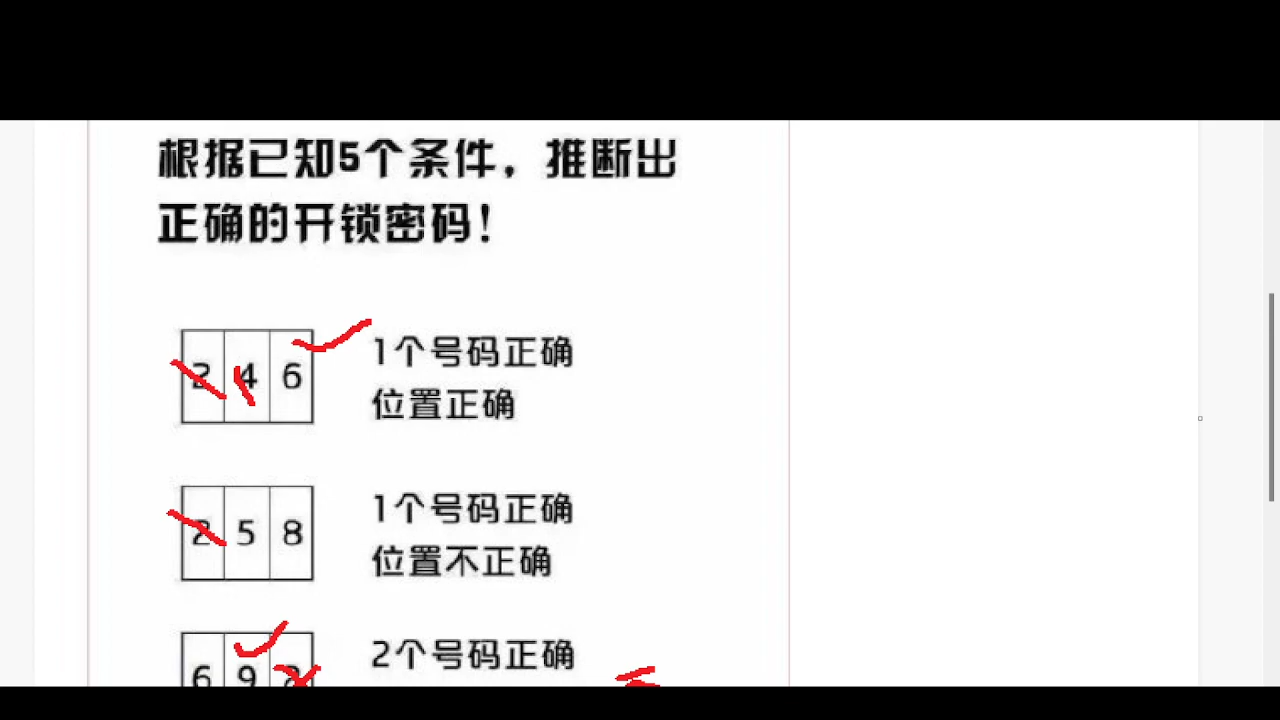 根据已知5个条件，推断出
正确的开锁密码！
2 4 6
1个号码正确
位置正确
2 5 8
1个号码正确
位置不正确
6 9 2
2个号码正确